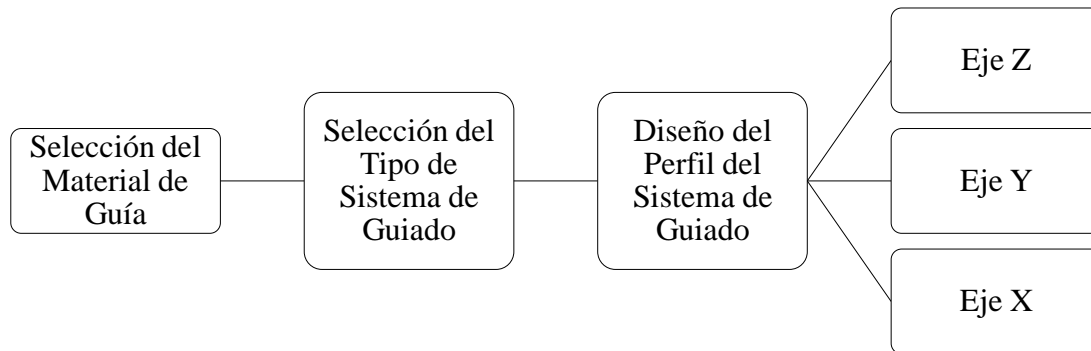 Selección del
Material de
Guía
Selección del
Tipo de
Sistema de
Guiado
Diseño del
Perfil del
Sistema de
Guiado
Eje Z
Eje Y
Eje X